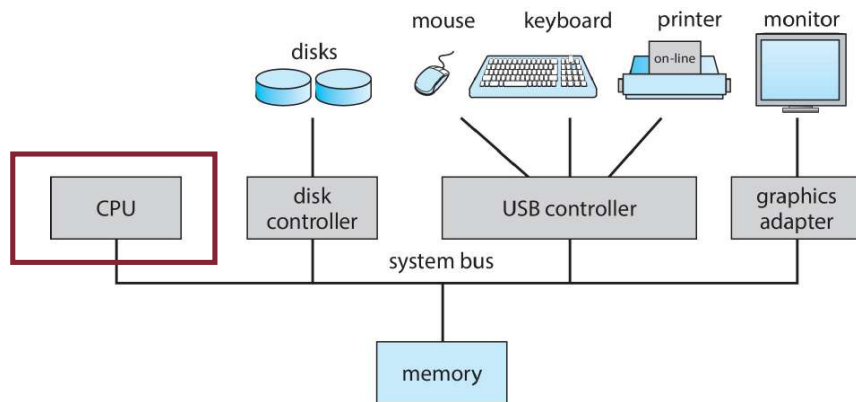 mouse
keyboard
printer
monitor
disks
on-line
CPU
disk
controller
USB controller
graphics
adapter
system bus
memory